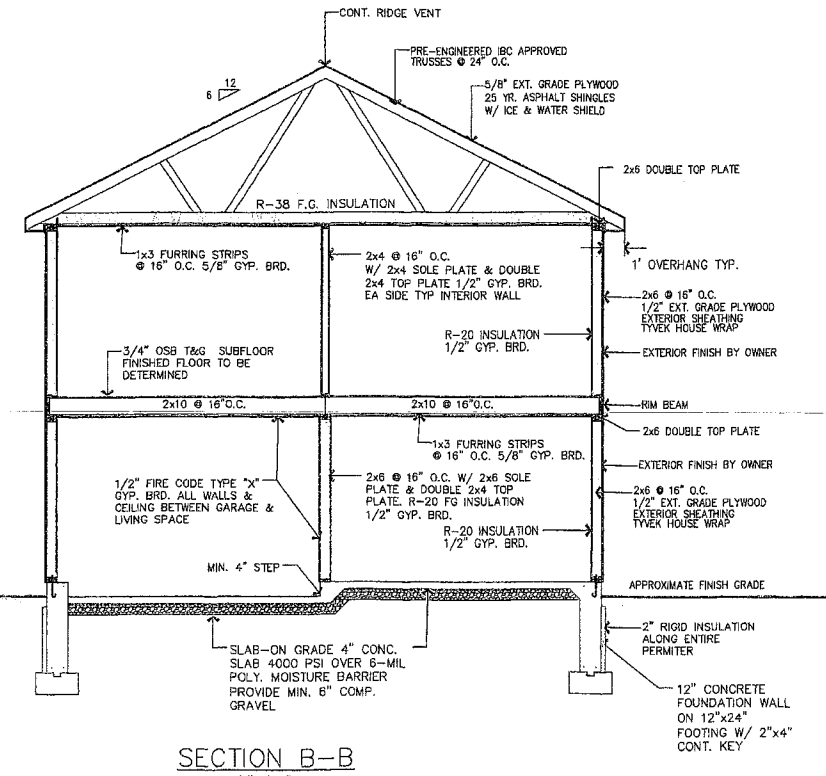 CONT. RIDGE VENT
PRE-ENGINEERED IBC APPROVED
TRUSSES @ 24" O.C.
12
6
5/8" EXT. GRADE PLYWOOD
25 YR. ASPHALT SHINGLES
W/ ICE & WATER SHIELD
2x6 DOUBLE TOP PLATE
R-38 F.G. INSULATION
1x3 FURRING STRIPS
@ 16" O.C. 5/8" GYP. BRD.
2x4 @ 16" O.C.
W/ 2x4 SOLE PLATE & DOUBLE
2x4 TOP PLATE 1/2" GYP. BRD.
EA SIDE TYP INTERIOR WALL
1' OVERHANG TYP.
2x6 @ 16" O.C.
1/2" EXT. GRADE PLYWOOD
EXTERIOR SHEATHING
TYVEK HOUSE WRAP
R-20 INSULATION
1/2" GYP. BRD.
3/4" OSB T&G SUBFLOOR
FINISHED FLOOR TO BE
DETERMINED
EXTERIOR FINISH BY OWNER
2x10 @ 16"O.C.
2x10 @ 16"O.C.
RIM BEAM
2x6 DOUBLE TOP PLATE
1x3 FURRING STRIPS
@ 16" O.C. 5/8" GYP. BRD.
EXTERIOR FINISH BY OWNER
1/2" FIRE CODE TYPE "X"
GYP. BRD. ALL WALLS &
CEILING BETWEEN GARAGE &
LIVING SPACE
2x6 @ 16" O.C. W/ 2x6 SOLE
PLATE & DOUBLE 2x4 TOP
PLATE. R-20 FG INSULATION
1/2" GYP. BRD.
2x6 @ 16" O.C.
1/2" EXT. GRADE PLYWOOD
EXTERIOR SHEATHING
TYVEK HOUSE WRAP
R-20 INSULATION
1/2" GYP. BRD.
MIN. 4" STEP
APPROXIMATE FINISH GRADE
2" RIGID INSULATION
ALONG ENTIRE
PERMITER
SLAB-ON GRADE 4" CONC.
SLAB 4000 PSI OVER 6-MIL
POLY. MOISTURE BARRIER
PROVIDE MIN. 6" COMP.
GRAVEL
12" CONCRETE
FOUNDATION WALL
ON 12"x24"
FOOTING W/ 2"x4"
CONT. KEY
SECTION B-B